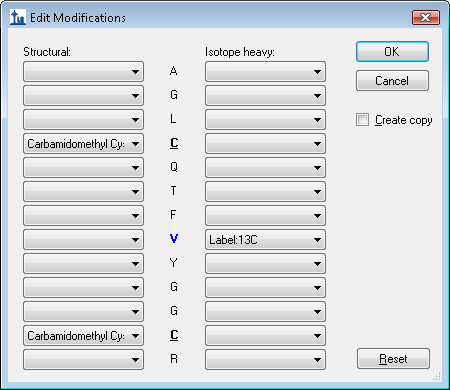 Edit Modifications
Structural: Isotope heavy:
A
G
L
Carbamidomethyl Cy: C
Q
T
F
V Label:13C
Y
G
G
Carbamidomethyl Cy: C
R
OK
Cancel
Create copy
Reset